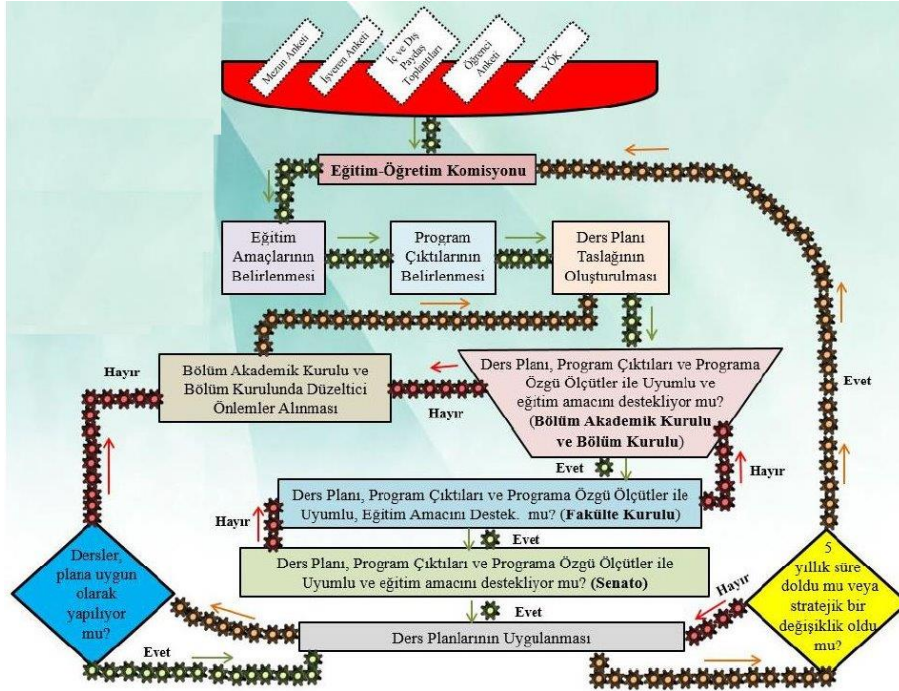 Mezun Anketi
İşveren Anketi
İç ve Dış
Paydaş
Toplantıları
Öğrenci
Anketi
YÖK
Eğitim-Öğretim Komisyonu
Eğitim
Amaçlarının
Belirlenmesi
Program
Çıktılarının
Belirlenmesi
Ders Planı
Taslağının
Oluşturulması
Hayır
Bölüm Akademik Kurulu ve
Bölüm Kurulunda Düzeltici
Önlemler Alınması
Hayır
Ders Planı, Program Çıktıları ve Programa
Özgü Ölçütler ile Uyumlu ve
eğitim amacını destekliyor mu?
(Bölüm Akademik Kurulu
ve Bölüm Kurulu)
Evet
Evet
Hayır
Ders Planı, Program Çıktıları ve Programa Özgü Ölçütler ile
Uyumlu, Eğitim Amacını Destek. mu? (Fakülte Kurulu)
Hayır
Evet
Ders Planı, Program Çıktıları ve Programa Özgü Ölçütler ile
Uyumlu ve eğitim amacını destekliyor mu? (Senato)
Evet
Dersler,
plana uygun
olarak
yapılıyor
mu?
Evet
Ders Planlarının Uygulanması
Hayır
5
yıllık süre
doldu mu veya
stratejik bir
değişiklik oldu
mu?